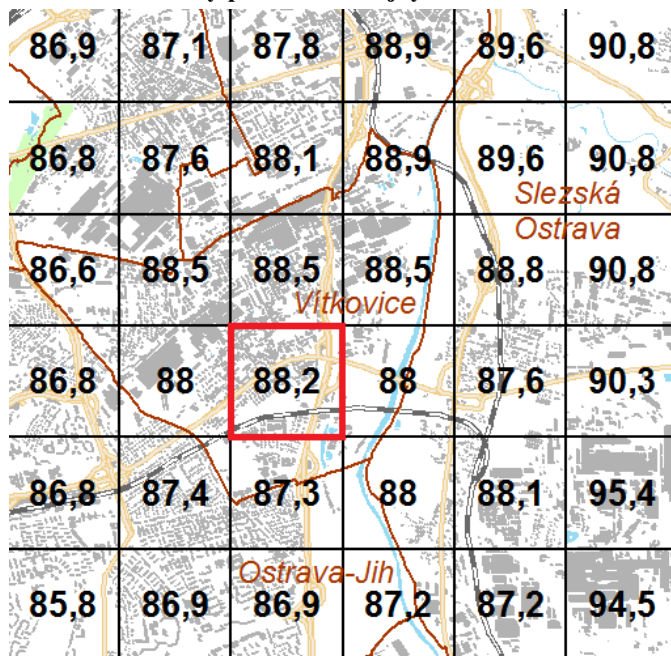 86,9 87,1 87,8 88,9 89,6 90,8
86,8 87,6 88,1 88,9 89,6 90,8
Slezská
Ostrava
86,6 88,5 88,5 88,5 88,8 90,8
Vítkovice
86,8 88 88,2 88 87,6 90,3
86,8 87,4 87,3 88 88,1 95,4
Ostrava-Jih
85,8 86,9 86,9 87,2 87,2 94,5